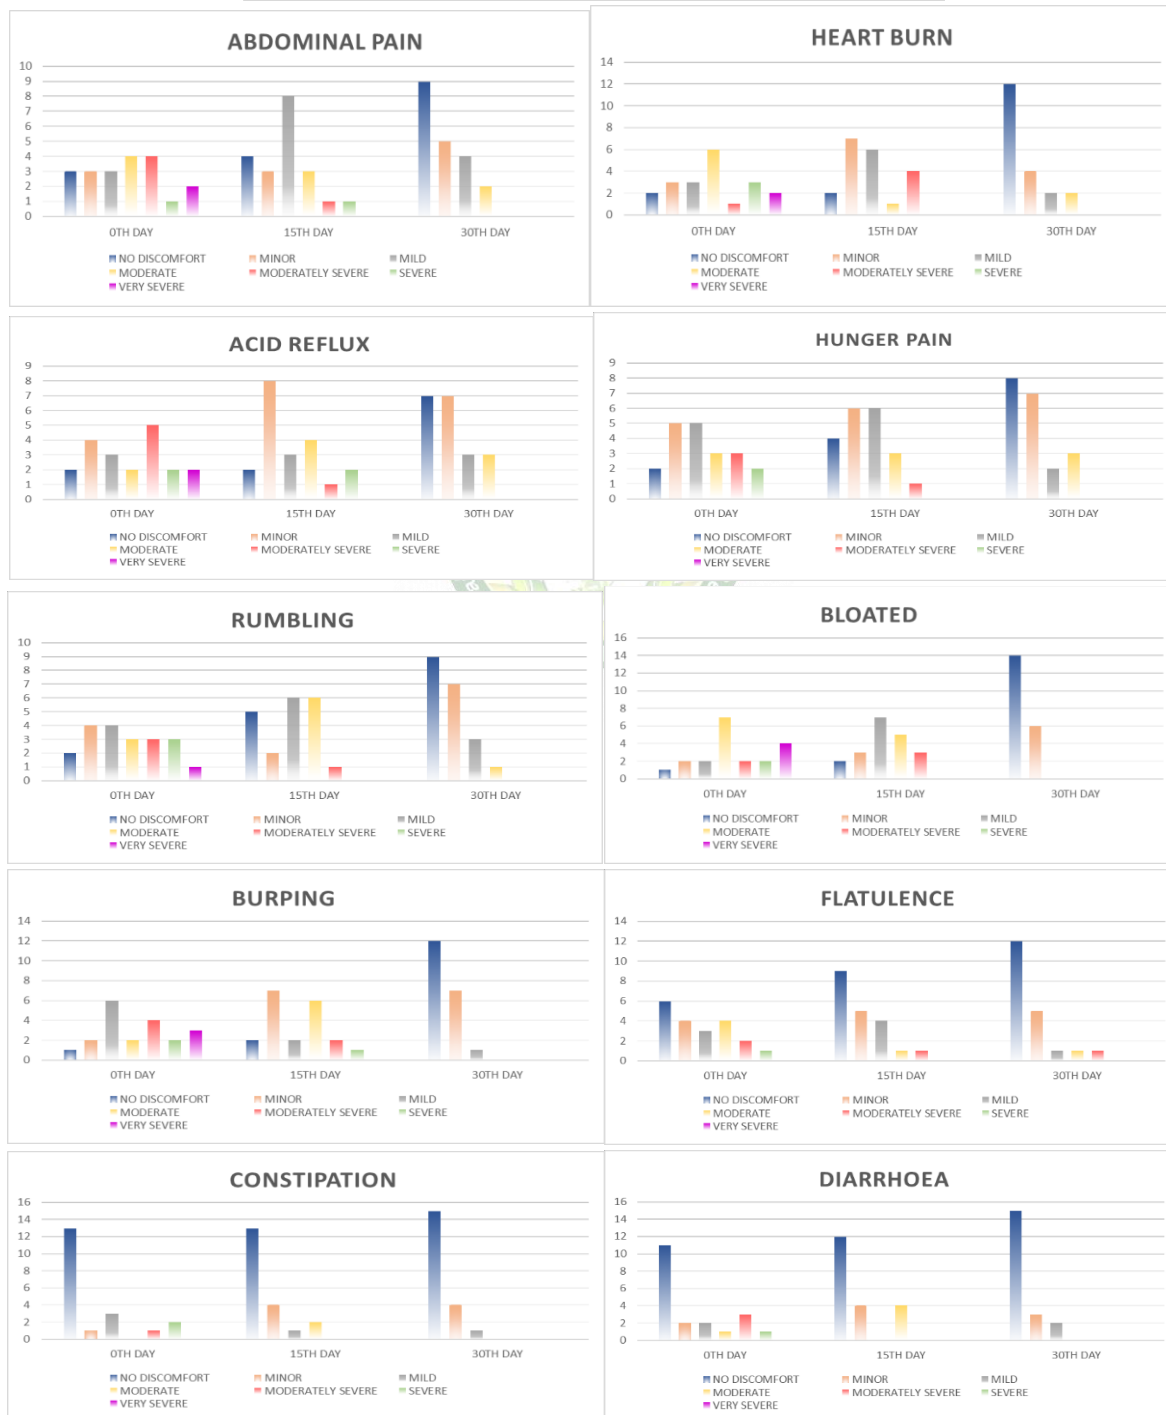 ABDOMINAL PAIN
10
9
8
7
6
5
4
3
2
1
0
0TH DAY 15TH DAY 30TH DAY
NO DISCOMFORT MINOR MILD
MODERATE MODERATELY SEVERE SEVERE
VERY SEVERE
HEART BURN
14
12
10
8
6
4
2
0
0TH DAY 15TH DAY 30TH DAY
NO DISCOMFORT MINOR MILD
MODERATE MODERATELY SEVERE SEVERE
VERY SEVERE
ACID REFLUX
9
8
7
6
5
4
3
2
1
0
0TH DAY 15TH DAY 30TH DAY
NO DISCOMFORT MINOR MILD
MODERATE MODERATELY SEVERE SEVERE
VERY SEVERE
HUNGER PAIN
9
8
7
6
5
4
3
2
1
0
0TH DAY 15TH DAY 30TH DAY
NO DISCOMFORT MINOR MILD
MODERATE MODERATELY SEVERE SEVERE
VERY SEVERE
RUMBLING
10
9
8
7
6
5
4
3
2
1
0
0TH DAY 15TH DAY 30TH DAY
NO DISCOMFORT MINOR MILD
MODERATE MODERATELY SEVERE SEVERE
VERY SEVERE
BLOATED
16
14
12
10
8
6
4
2
0
0TH DAY 15TH DAY 30TH DAY
NO DISCOMFORT MINOR MILD
MODERATE MODERATELY SEVERE SEVERE
VERY SEVERE
BURPING
14
12
10
8
6
4
2
0
0TH DAY 15TH DAY 30TH DAY
NO DISCOMFORT MINOR MILD
MODERATE MODERATELY SEVERE SEVERE
VERY SEVERE
FLATULENCE
14
12
10
8
6
4
2
0
0TH DAY 15TH DAY 30TH DAY
NO DISCOMFORT MINOR MILD
MODERATE MODERATELY SEVERE SEVERE
VERY SEVERE
CONSTIPATION
16
14
12
10
8
6
4
2
0
0TH DAY 15TH DAY 30TH DAY
NO DISCOMFORT MINOR MILD
MODERATE MODERATELY SEVERE SEVERE
VERY SEVERE
DIARRHOEA
16
14
12
10
8
6
4
2
0
0TH DAY 15TH DAY 30TH DAY
NO DISCOMFORT MINOR MILD
MODERATE MODERATELY SEVERE SEVERE
VERY SEVERE